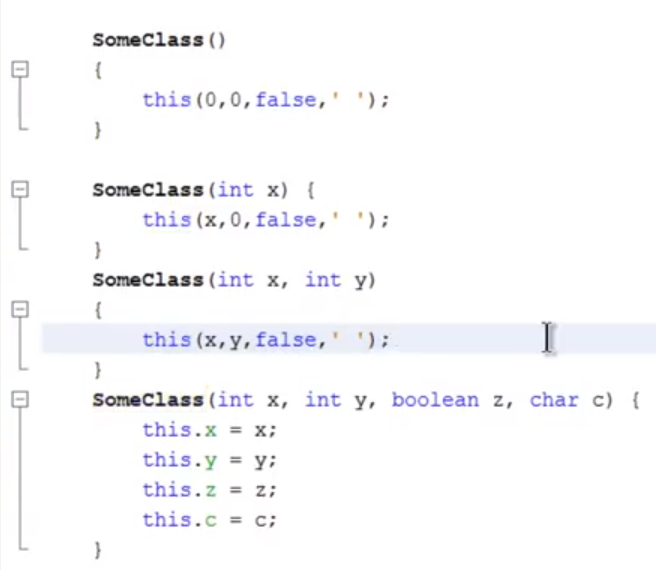 SomeClass()
{
this(0,0,false,' ');
}
SomeClass(int x) {
this(x,0,false,' ');
}
SomeClass(int x, int y)
{
this(x,y,false,' ');
}
SomeClass(int x, int y, boolean z, char c) {
this.x = x;
this.y = y;
this.z = z;
this.c = c;
}